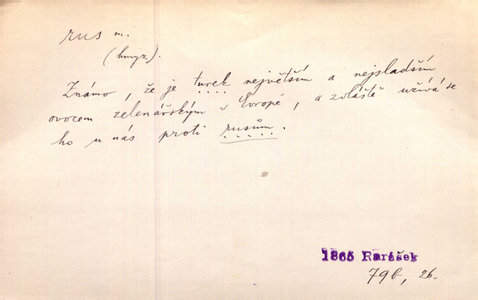 rus m.
(hmyz).
Známo, že je turek největším a nejsladším
ovocem zelenářským v Evropě, a zvláště užívá se
ho u nás proti rusům.
1865 Rarášek
79b, 26.